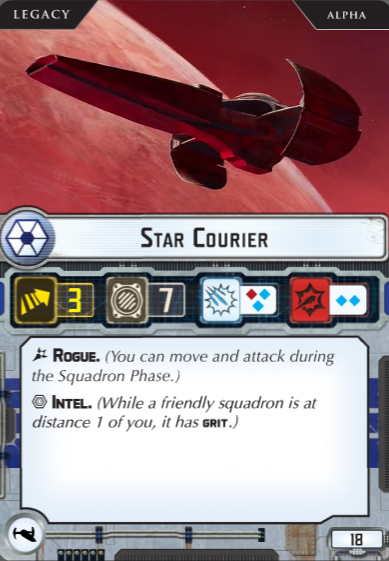 LEGACY
ALPHA
STAR COURIER
3
7
ROGUE. (You can move and attack during
the Squadron Phase.)
INTEL. (While a friendly squadron is at
distance 1 of you, it has GRIT.)
18